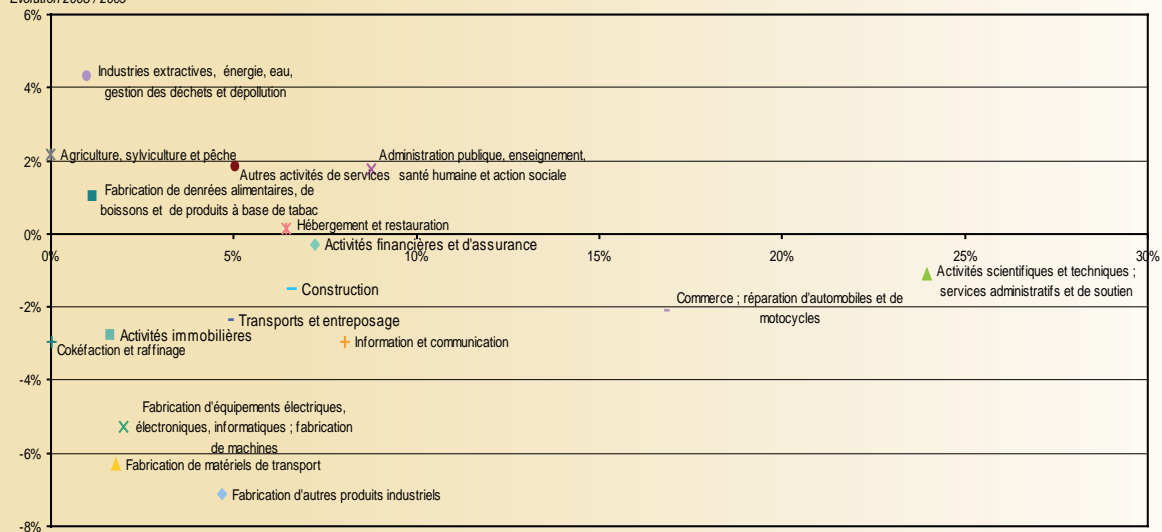 Evolution 2008 / 2009
6%
Industries extractives, énergie, eau,
gestion des déchets et dépollution
4%
Agriculture, sylviculture et pêche
Administration publique, enseignement,
2%
Autres activités de services santé humaine et action sociale
Fabrication de denrées alimentaires, de
boissons et de produits à base de tabac
Hébergement et restauration
0%
Activités financières et d'assurance
0% 5% 10% 15% 20% 25% 30%
Activités scientifiques et techniques ;
services administratifs et de soutien
Construction
Commerce ; réparation d'automobiles et de
motocycles
-2%
Transports et entreposage
Activités immobilières
Information et communication
Cokéfaction et raffinage
-4%
Fabrication d'équipements électriques,
électroniques, informatiques ; fabrication
de machines
-6%
Fabrication de matériels de transport
Fabrication d'autres produits industriels
-8%